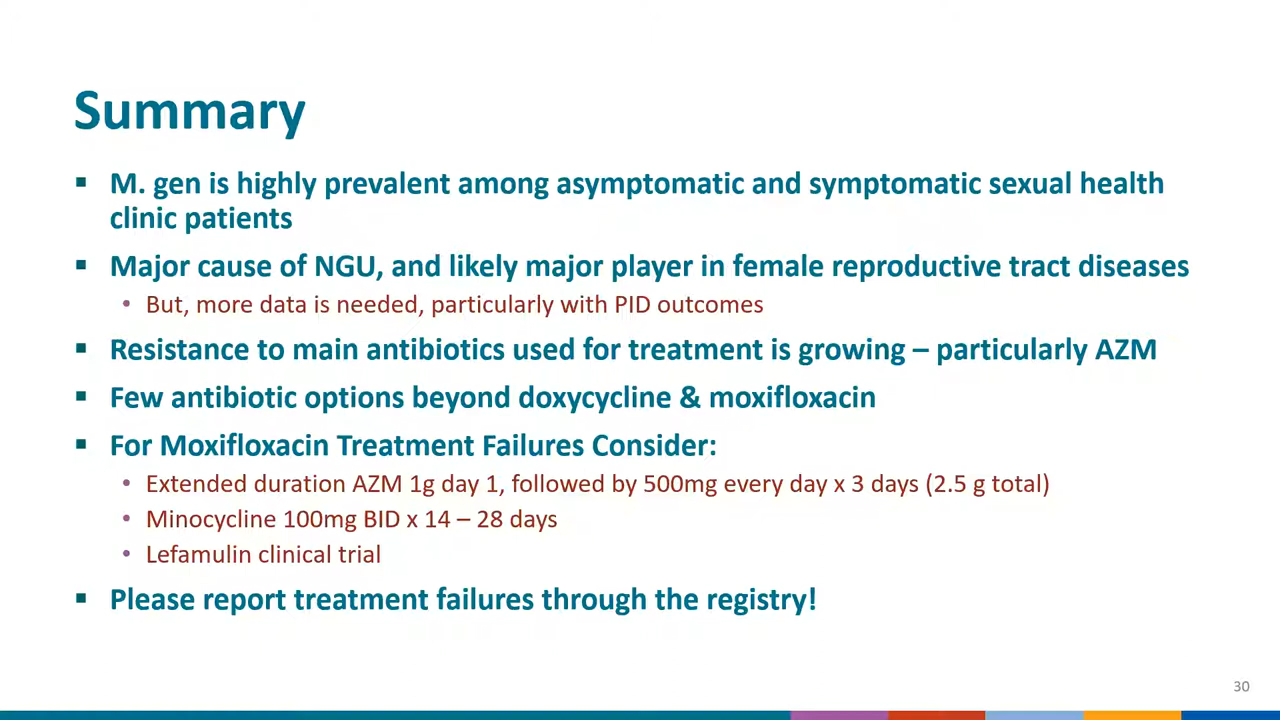 Summary
▪ M. gen is highly prevalent among asymptomatic and symptomatic sexual health
clinic patients
▪ Major cause of NGU, and likely major player in female reproductive tract diseases
• But, more data is needed, particularly with PID outcomes
▪ Resistance to main antibiotics used for treatment is growing – particularly AZM
▪ Few antibiotic options beyond doxycycline & moxifloxacin
▪ For Moxifloxacin Treatment Failures Consider:
• Extended duration AZM 1g day 1, followed by 500mg every day x 3 days (2.5 g total)
• Minocycline 100mg BID x 14 – 28 days
• Lefamulin clinical trial
▪ Please report treatment failures through the registry!
30